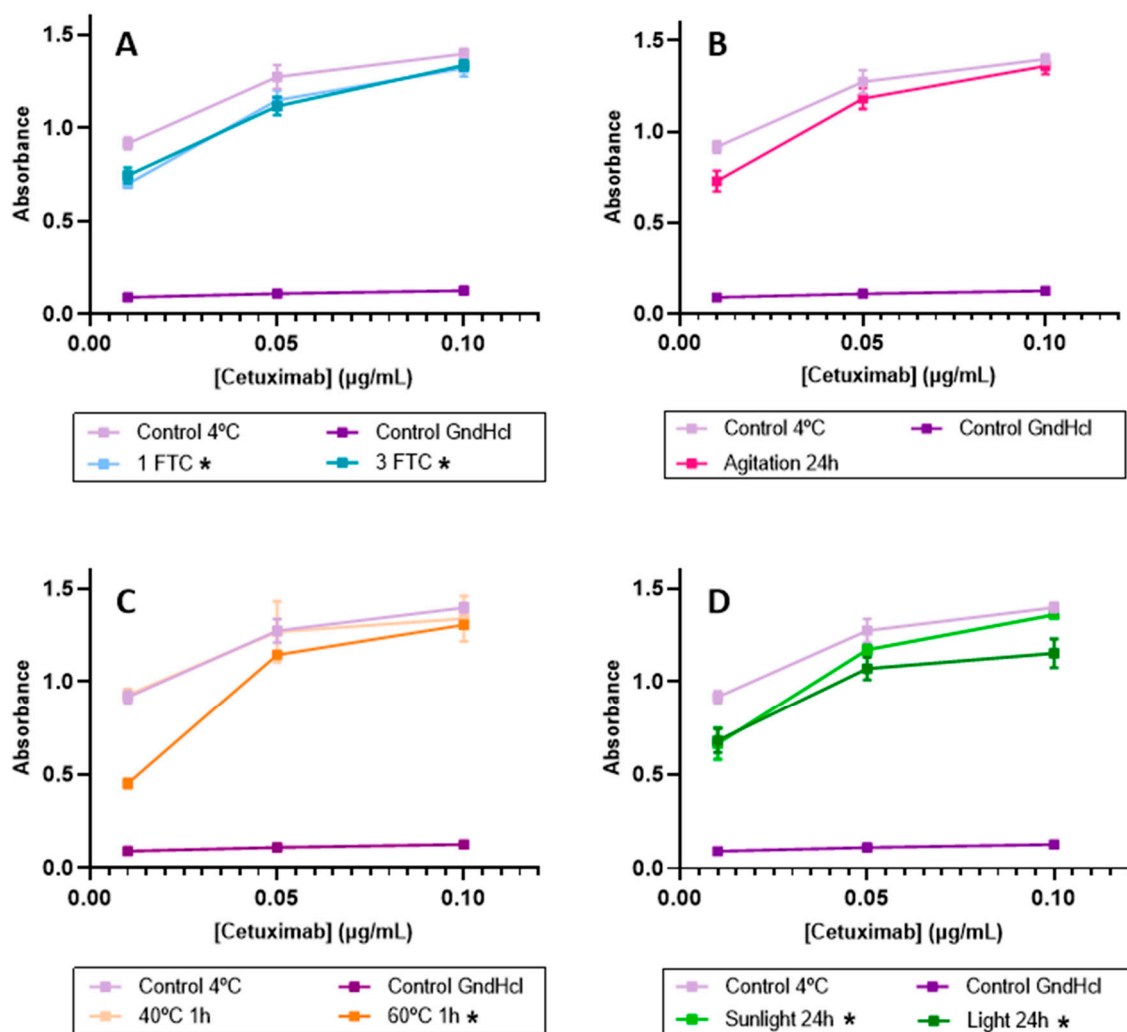 A
B
1.5
1.0
0.5
0.0
Absorbance
0.00
0.05
0.10
[Cetuximab] (µg/mL)
1.5
1.0
0.5
0.0
Absorbance
0.00
0.05
0.10
[Cetuximab] (µg/mL)
Control 4ºC Control GndHcl
1 FTC * 3 FTC *
Control 4ºC Control GndHcl
Agitation 24h
C
D
1.5
1.0
0.5
0.0
Absorbance
0.00
0.05
0.10
[Cetuximab] (µg/mL)
1.5
1.0
0.5
0.0
Absorbance
0.00
0.05
0.10
[Cetuximab] (µg/mL)
Control 4ºC Control GndHcl
40ºC 1h 60ºC 1h *
Control 4ºC Control GndHcl
Sunlight 24h * Light 24h *